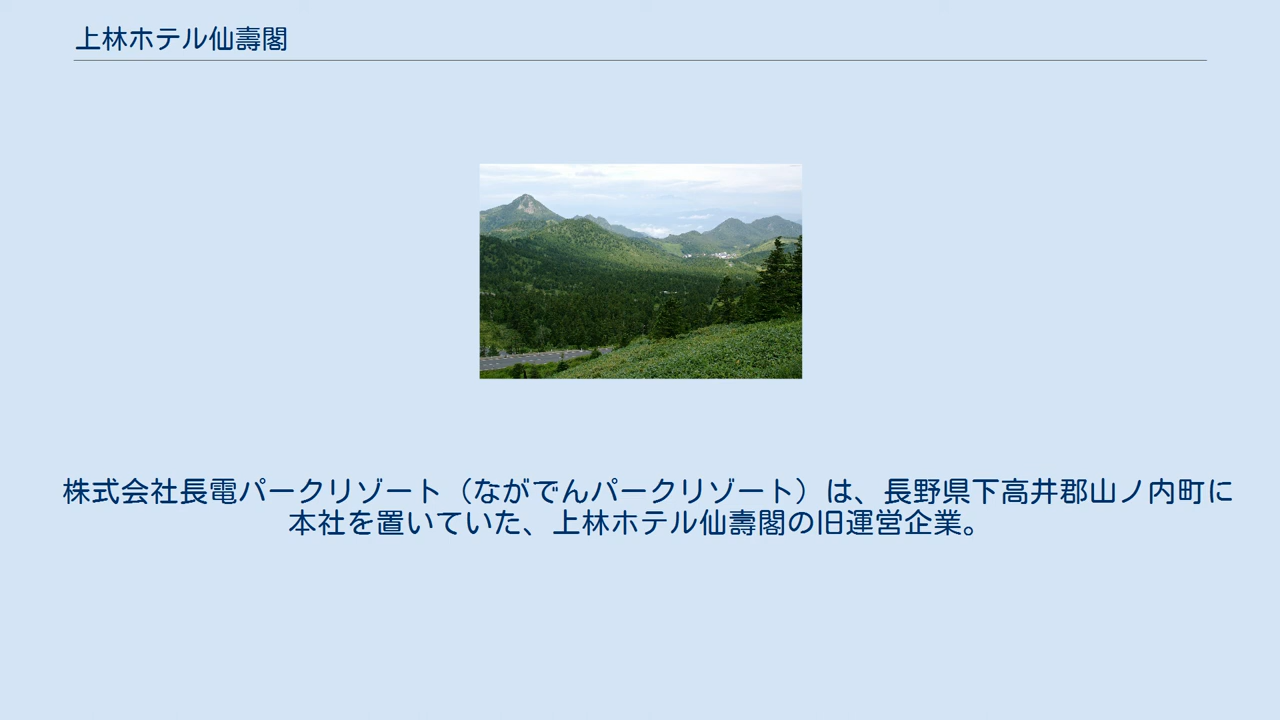 上林ホテル仙壽閣
株式会社長電パークリゾート（ながでんパークリゾート）は、長野県下高井郡山ノ内町に
本社を置いていた、上林ホテル仙壽閣の旧運営企業。